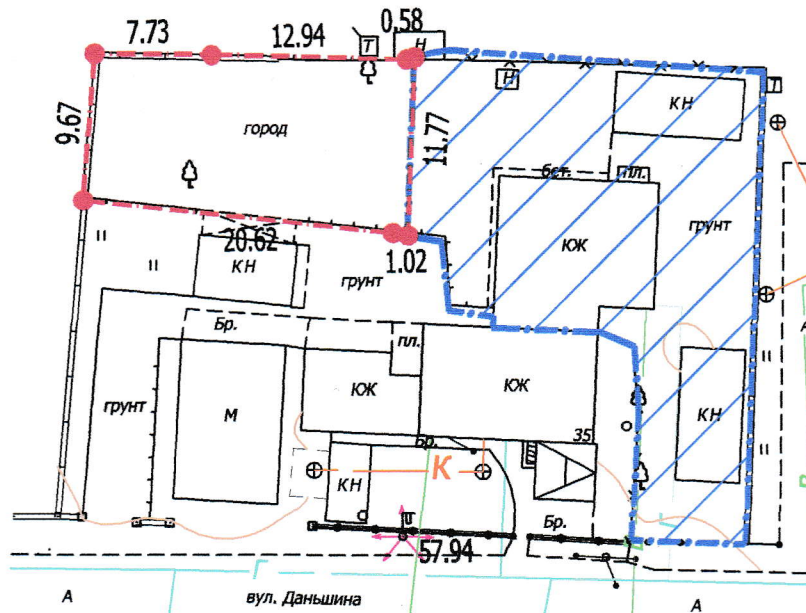 7.73
12.94
0.58
Т
Н
Н
КН
Т
9.67
город
11.77
бет.
пл.
грунт
КЖ
20.62
1.02
КН
грунт
Бр.
пл.
А
грунт
М
КЖ
КЖ
КН
Бр.
35
К
КН
Бр.
57.94
А
вул. Даньшина
А